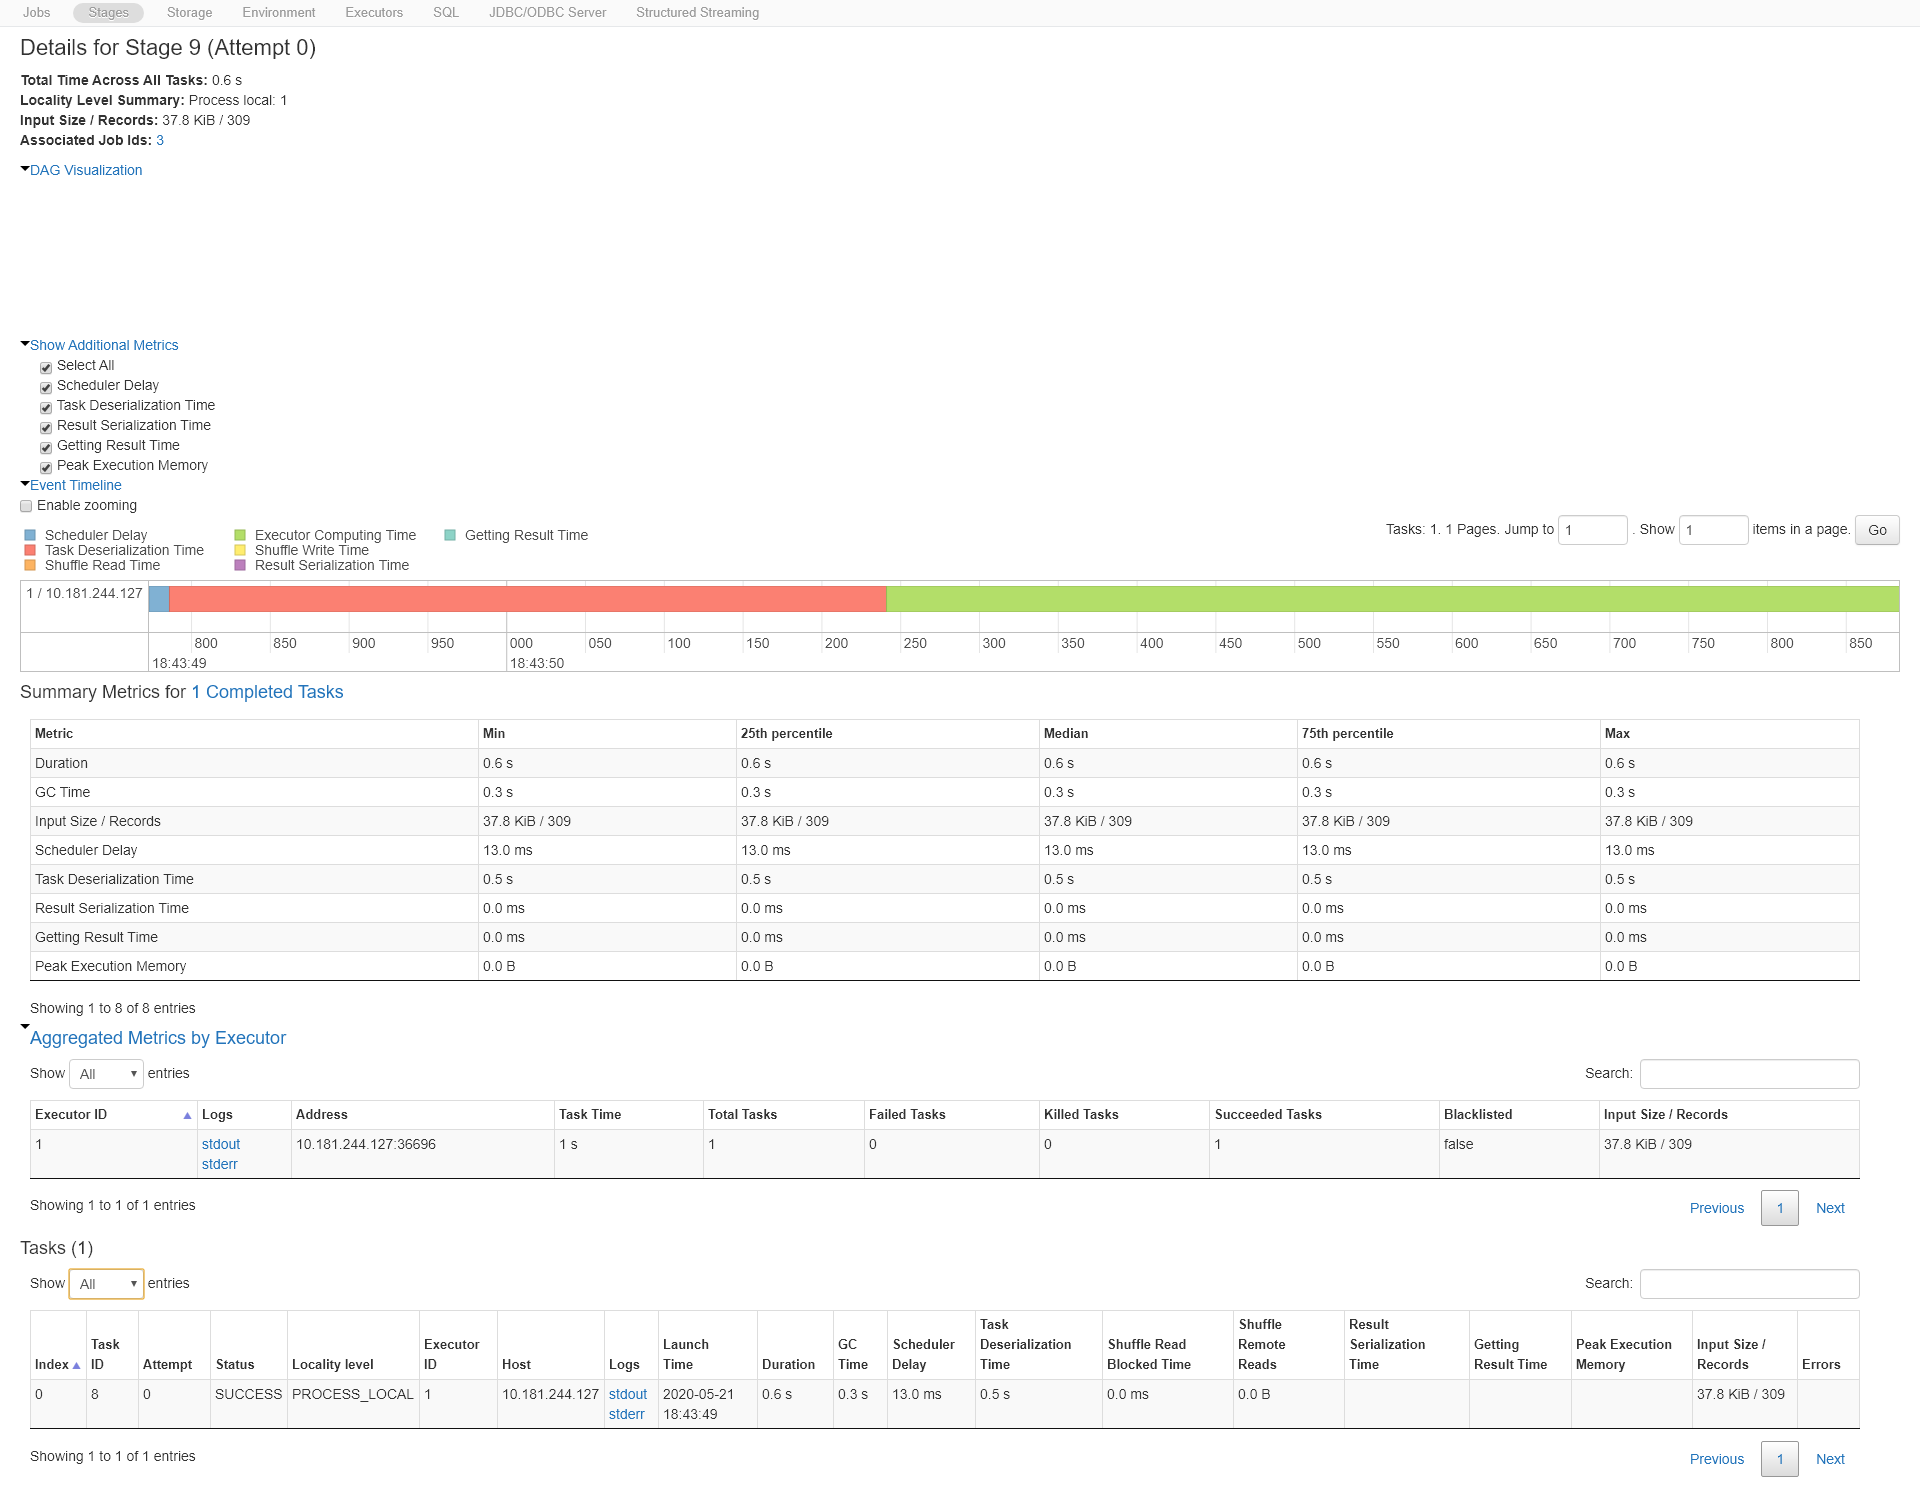 Jobs Stages Storage Environment Executors SQL JDBC/ODBC Server Structured Streaming
Details for Stage 9 (Attempt 0)
Total Time Across All Tasks: 0.6 s
Locality Level Summary: Process local: 1
Input Size / Records: 37.8 KiB / 309
Associated Job Ids: 3
DAG Visualization
Show Additional Metrics
Select All
Scheduler Delay
Task Deserialization Time
Result Serialization Time
Getting Result Time
Peak Execution Memory
Event Timeline
Enable zooming
Tasks: 1. 1 Pages. Jump to 1 . Show 1 items in a page. Go
Scheduler Delay Executor Computing Time Getting Result Time
Task Deserialization Time Shuffle Write Time
Shuffle Read Time Result Serialization Time
1 / 10.181.244.127
800 850 900 950 000 050 100 150 200 250 300 350 400 450 500 550 600 650 700 750 800 850
18:43:49 18:43:50
Summary Metrics for 1 Completed Tasks
Metric Min 25th percentile Median 75th percentile Max
Duration 0.6 s 0.6 s 0.6 s 0.6 s 0.6 s
GC Time 0.3 s 0.3 s 0.3 s 0.3 s 0.3 s
Input Size / Records 37.8 KiB / 309 37.8 KiB / 309 37.8 KiB / 309 37.8 KiB / 309 37.8 KiB / 309
Scheduler Delay 13.0 ms 13.0 ms 13.0 ms 13.0 ms 13.0 ms
Task Deserialization Time 0.5 s 0.5 s 0.5 s 0.5 s 0.5 s
Result Serialization Time 0.0 ms 0.0 ms 0.0 ms 0.0 ms 0.0 ms
Getting Result Time 0.0 ms 0.0 ms 0.0 ms 0.0 ms 0.0 ms
Peak Execution Memory 0.0 B 0.0 B 0.0 B 0.0 B 0.0 B
Showing 1 to 8 of 8 entries
Aggregated Metrics by Executor
Show All entries Search:
Executor ID Logs Address Task Time Total Tasks Failed Tasks Killed Tasks Succeeded Tasks Blacklisted Input Size / Records
1 stdout 10.181.244.127:36696 1 s 1 0 0 1 false 37.8 KiB / 309
stderr
Showing 1 to 1 of 1 entries
Previous 1 Next
Tasks (1)
Show All entries Search:
Task Shuffle Result
Task Executor Launch GC Scheduler Deserialization Shuffle Read Remote Serialization Getting Peak Execution Input Size /
Index ID Attempt Status Locality level ID Host Logs Time Duration Time Delay Time Blocked Time Reads Time Result Time Memory Records Errors
0 8 0 SUCCESS PROCESS_LOCAL 1 10.181.244.127 stdout 2020-05-21 0.6 s 0.3 s 13.0 ms 0.5 s 0.0 ms 0.0 B 37.8 KiB / 309
stderr 18:43:49
Showing 1 to 1 of 1 entries
Previous 1 Next